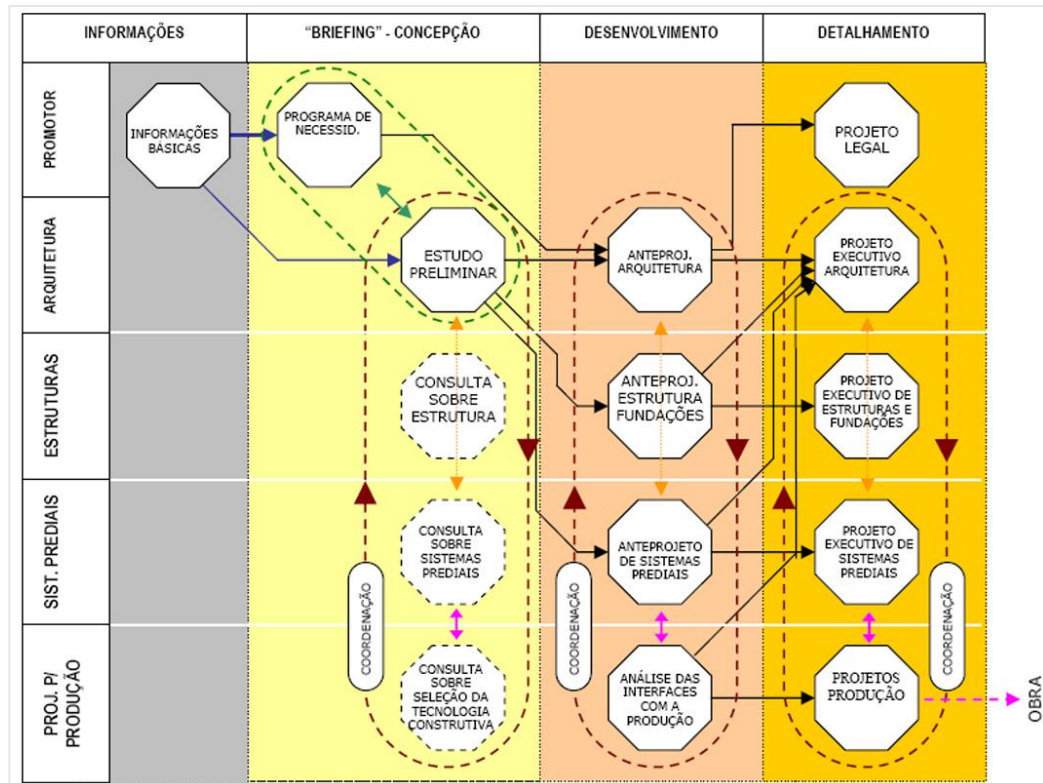 INFORMAÇÕES
“BRIEFING” - CONCEPÇÃO
DESENVOLVIMENTO
DETALHAMENTO
PROMOTOR
INFORMAÇÕES
BÁSICAS
PROGRAMA DE
NECESSID.
PROJETO
LEGAL
ARQUITETURA
ESTUDO
PRELIMINAR
ANTEPROJ.
ARQUITETURA
PROJETO
EXECUTIVO
ARQUITETURA
ESTRUTURAS
CONSULTA
SOBRE
ESTRUTURA
ANTEPROJ.
ESTRUTURA
FUNDAÇÕES
PROJETO
EXECUTIVO DE
ESTRUTURAS E
FUNDAÇÕES
SIST. PREDIAIS
CONSULTA
SOBRE
SISTEMAS
PREDIAIS
ANTEPROJETO
DE SISTEMAS
PREDIAIS
PROJETO
EXECUTIVO DE
SISTEMAS
PREDIAIS
COORDENAÇÃO
COORDENAÇÃO
COORDENAÇÃO
PROJ. P/
PRODUÇÃO
CONSULTA
SOBRE
SELEÇÃO DA
TECNOLOGIA
CONSTRUTIVA
ANÁLISE DAS
INTERFACES
COM A
PRODUÇÃO
PROJETOS
PRODUÇÃO
OBRA